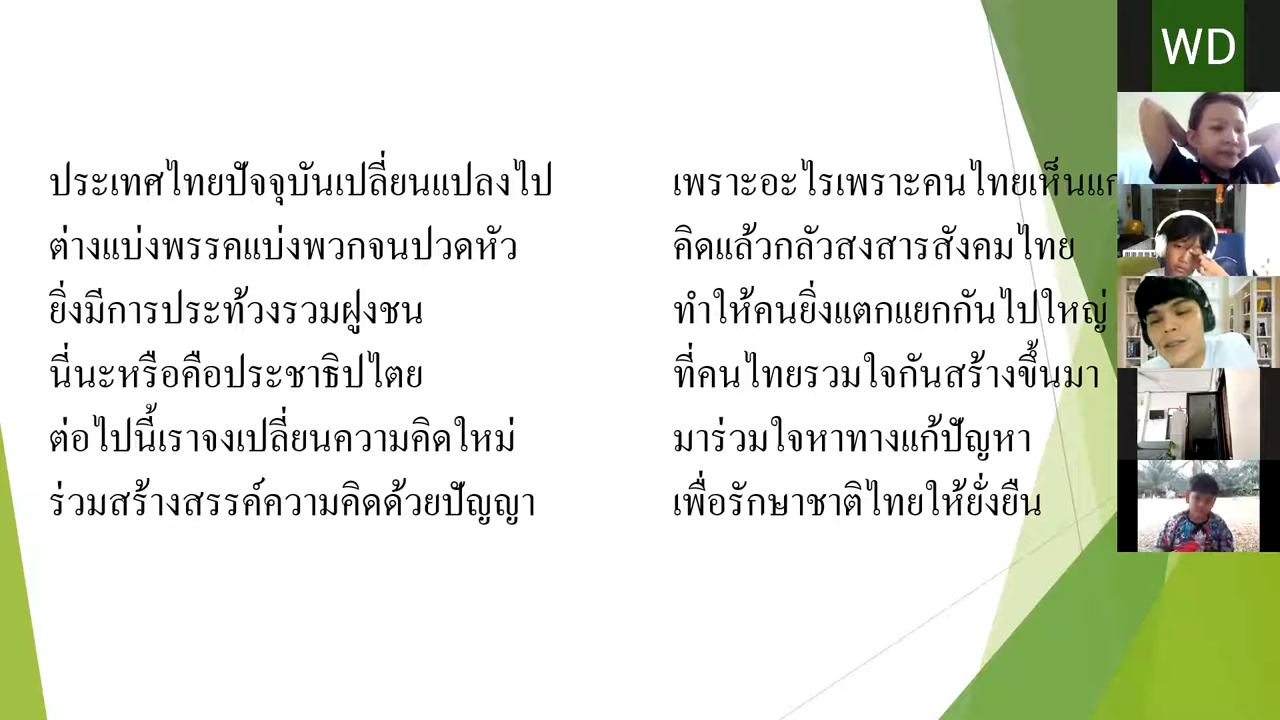 ประเทศไทยปัจจุบันเปลี่ยนแปลงไป
เพราะอะไรเพราะคนไทยเห็นแก
ต่างแบ่งพรรคแบ่งพวกจนปวดหัว
คิดแล้วกลัวสงสารสังคมไทย
ยิ่งมีการประท้วงรวมฝูงชน
ทำให้คนยิ่งแตกแยกกันไปใหญ่
นี่นะหรือคือประชาธิปไตย
ที่คนไทยรวมใจกันสร้างขึ้นมา
ต่อไปนี้เราจงเปลี่ยนความคิดใหม่
มาร่วมใจหาทางแก้ปัญหา
ร่วมสร้างสรรค์ความคิดด้วยปัญญา
เพื่อรักษาชาติไทยให้ยั่งยืน
WD